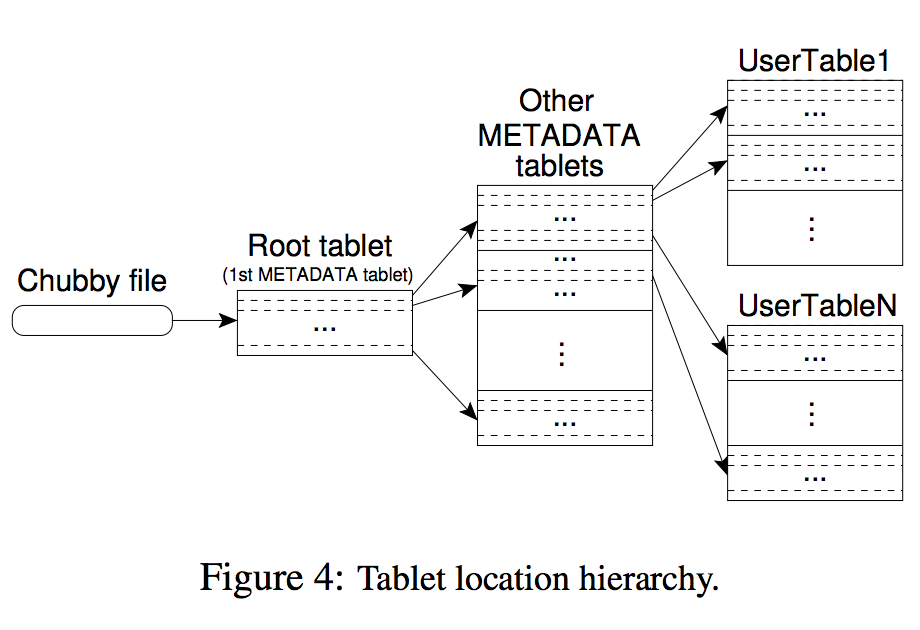 Chubby file
Root tablet
(1st METADATA tablet)
...
Other
METADATA
tablets
...
...
...
⋮
...
UserTable1
...
...
⋮
UserTableN
...
⋮
...
Figure 4: Tablet location hierarchy.